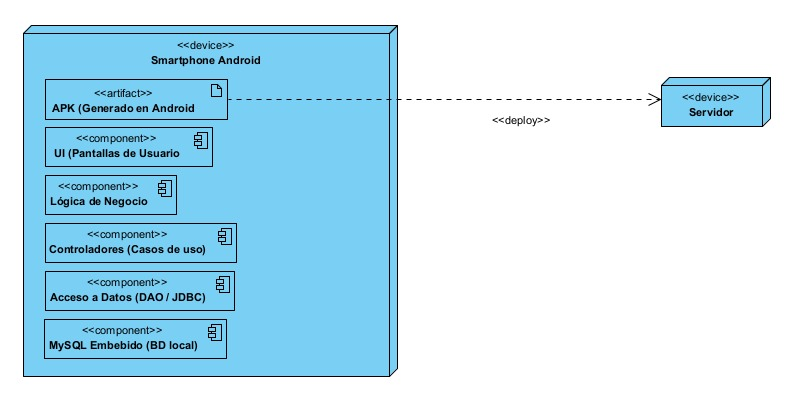 <<device>>
Smartphone Android
<<artifact>>
APK (Generado en Android
<<component>>
UI (Pantallas de Usuario
<<component>>
Lógica de Negocio
<<component>>
Controladores (Casos de uso)
<<component>>
Acceso a Datos (DAO / JDBC)
<<component>>
MySQL Embebido (BD local)
<<deploy>>
<<device>>
Servidor